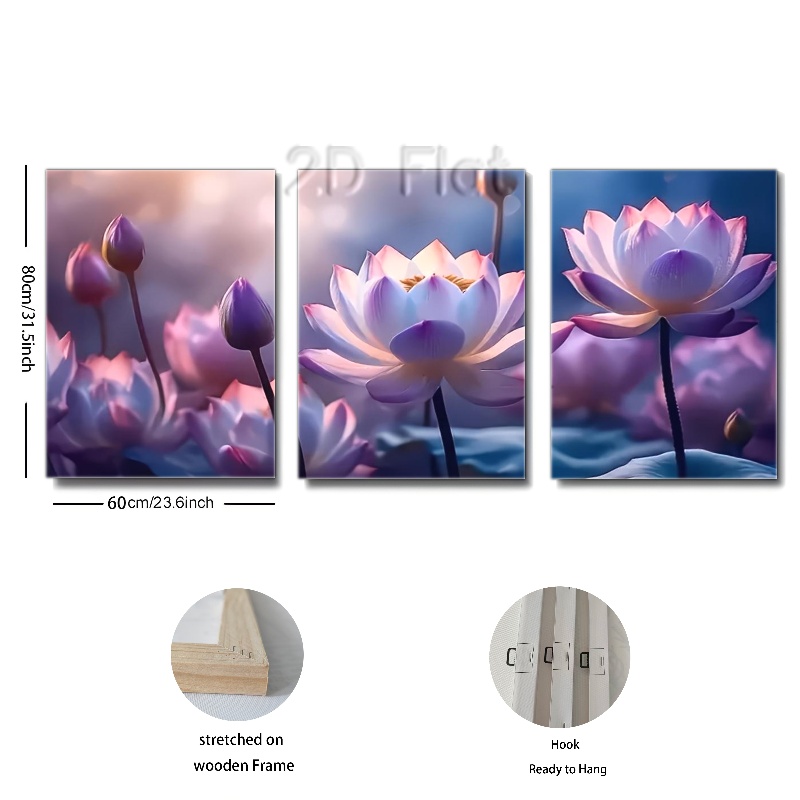 2D Flat
80cm/31.5inch
60cm/23.6inch
stretched on
wooden Frame
Hook
Ready to Hang